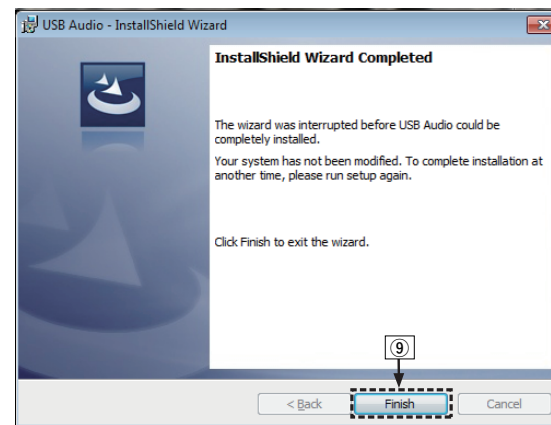 USB Audio - InstallShield Wizard
InstallShield Wizard Completed
The wizard was interrupted before USB Audio could be
completely installed.
Your system has not been modified. To complete installation at
another time, please run setup again.
Click Finish to exit the wizard.
⑨
< Back Finish Cancel